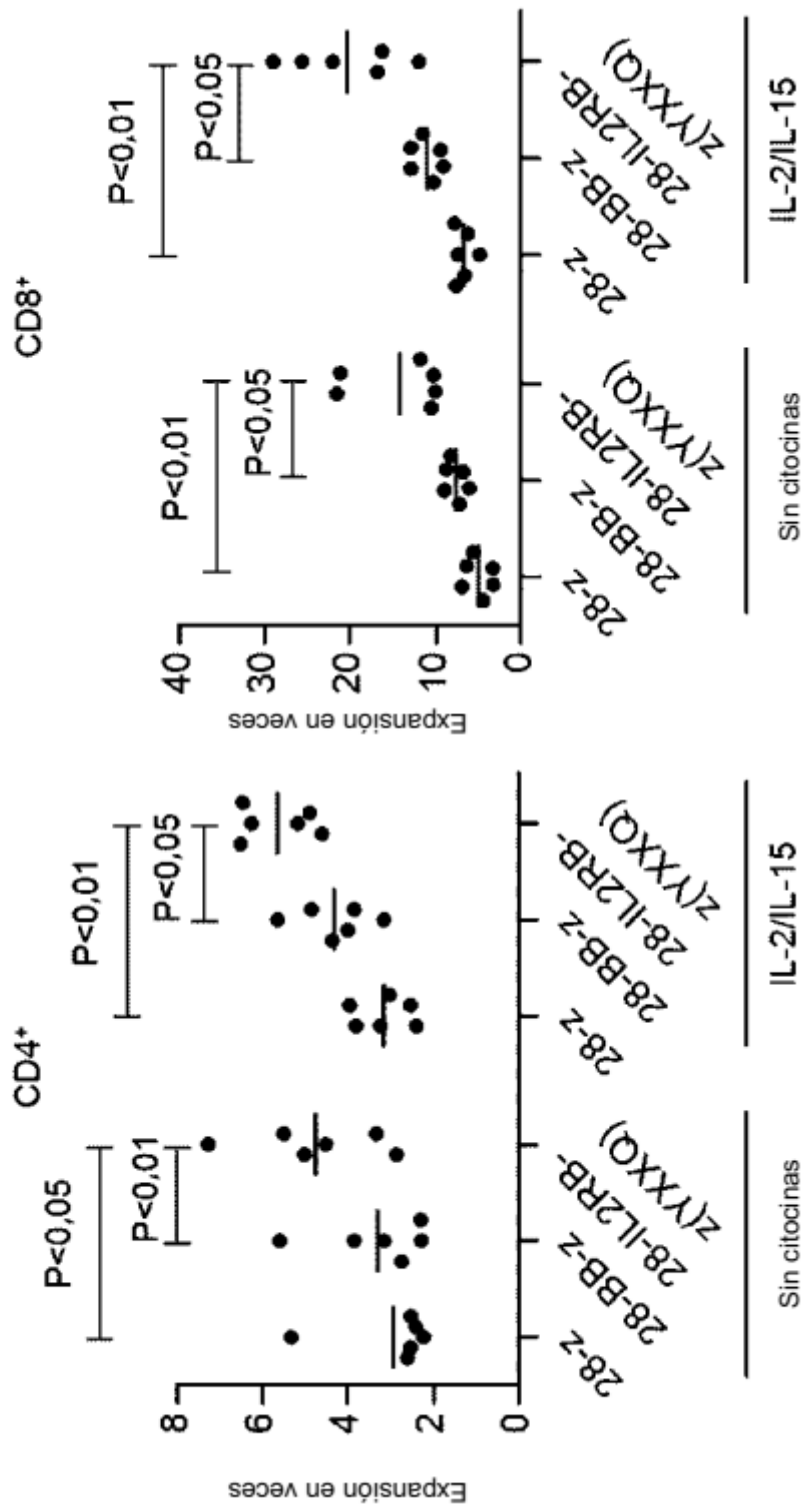 CD4⁺
P<0,05
P<0,01
P<0,01
P<0,05
Expansión en veces
8
6
4
2
0
28-z
28-BB-z
28-IL2RB-
z(YXXQ)
28-z
28-BB-z
28-IL2RB-
z(YXXQ)
Sin citocinas
IL-2/IL-15
CD8⁺
P<0,01
P<0,05
P<0,01
P<0,05
Expansión en veces
40
30
20
10
0
28-z
28-BB-z
28-IL2RB-
z(YXXQ)
28-z
28-BB-z
28-IL2RB-
z(YXXQ)
Sin citocinas
IL-2/IL-15